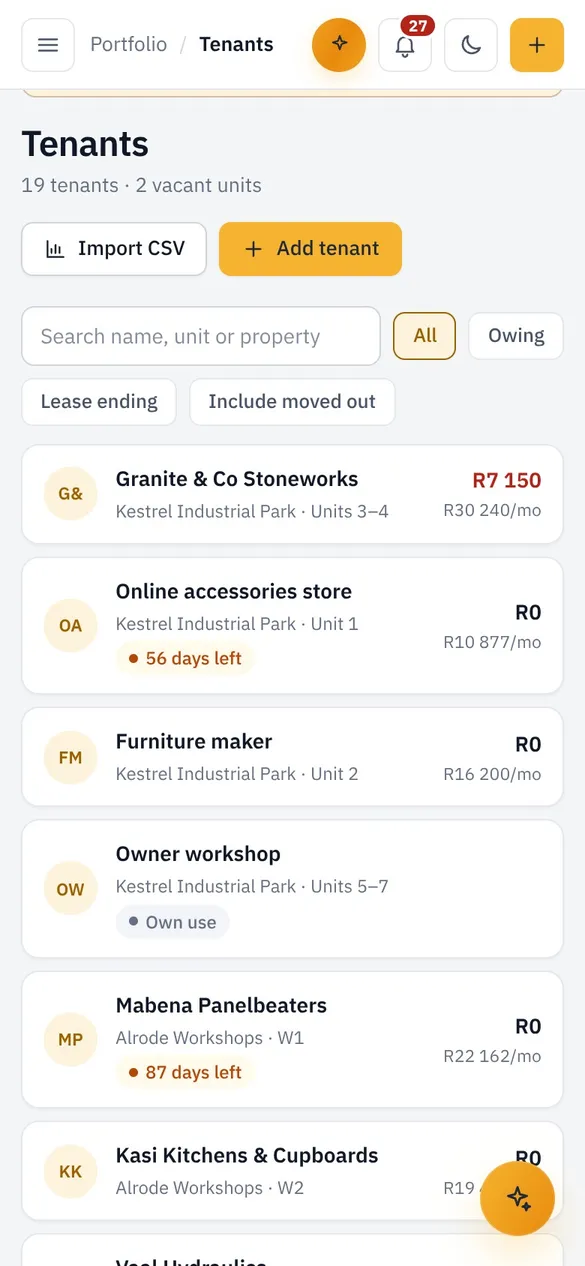 Portfolio / Tenants
27
Tenants
19 tenants · 2 vacant units
Import CSV
Add tenant
Search name, unit or property
All
Owing
Lease ending
Include moved out
G&
Granite & Co Stoneworks
R7 150
Kestrel Industrial Park · Units 3–4
R30 240/mo
OA
Online accessories store
R0
Kestrel Industrial Park · Unit 1
R10 877/mo
56 days left
FM
Furniture maker
R0
Kestrel Industrial Park · Unit 2
R16 200/mo
OW
Owner workshop
Kestrel Industrial Park · Units 5–7
Own use
MP
Mabena Panelbeaters
R0
Alrode Workshops · W1
R22 162/mo
87 days left
KK
Kasi Kitchens & Cupboards
R0
Alrode Workshops · W2
R19